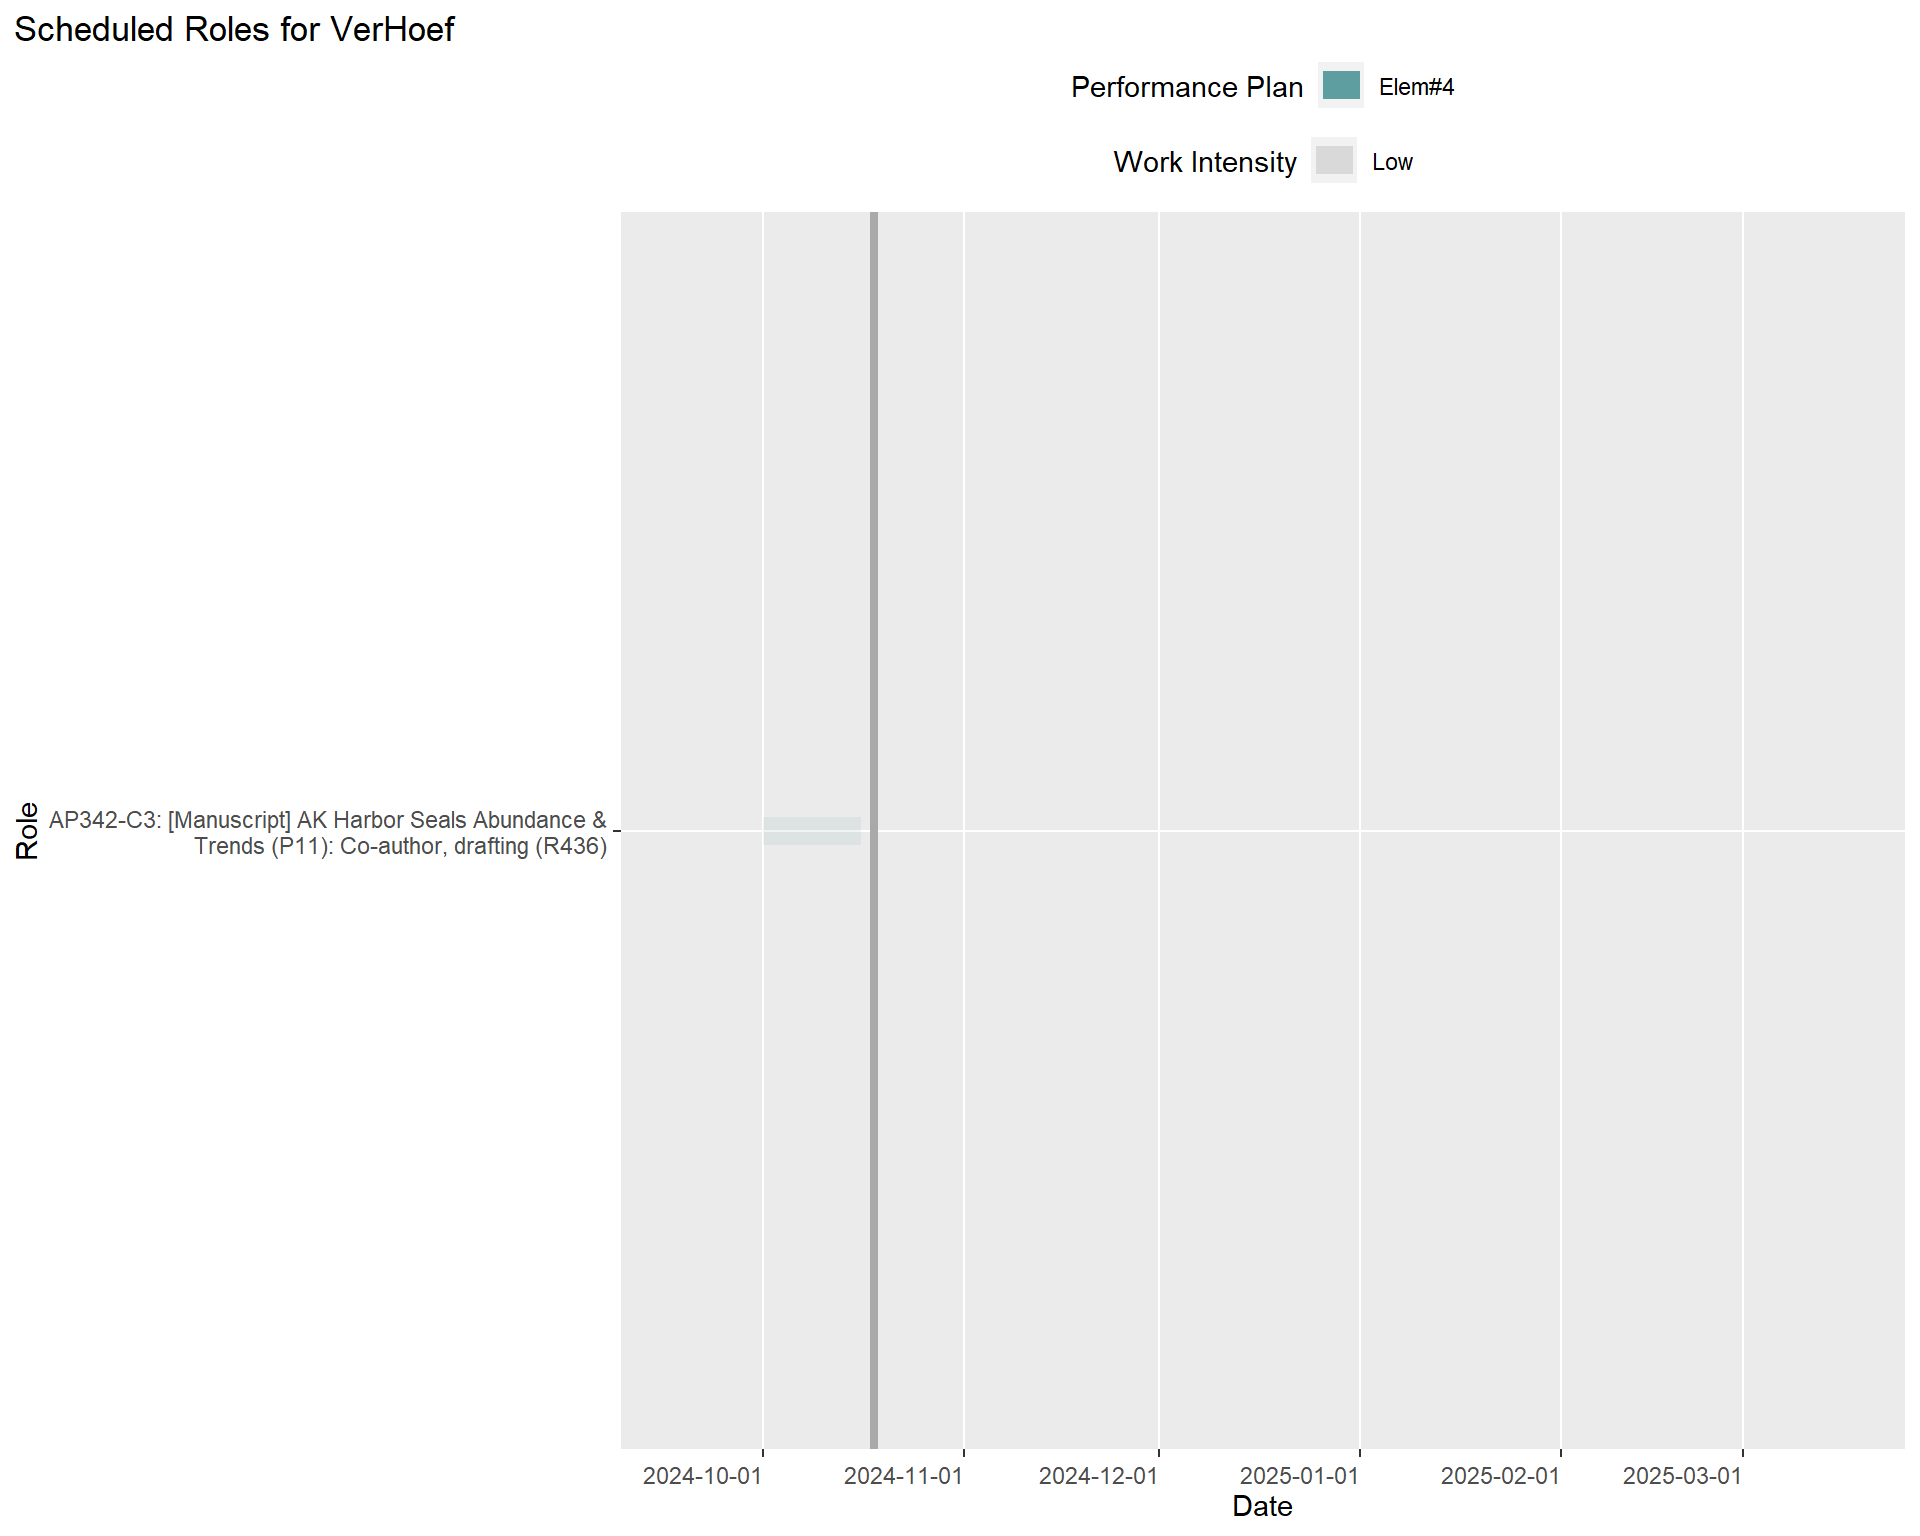 Scheduled Roles for VerHoef
Performance Plan Elem#4
Work Intensity Low
Role
AP342-C3: [Manuscript] AK Harbor Seals Abundance &
Trends (P11): Co-author, drafting (R436)
2024-10-01 2024-11-01 2024-12-01 2025-01-01 2025-02-01 2025-03-01
Date